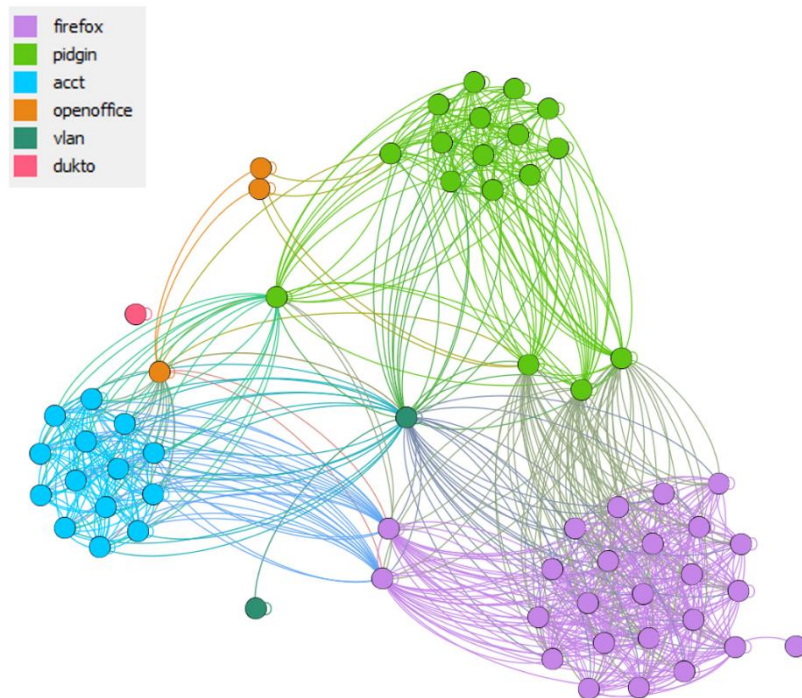 firefox
pidgin
acct
openoffice
vlan
dukto